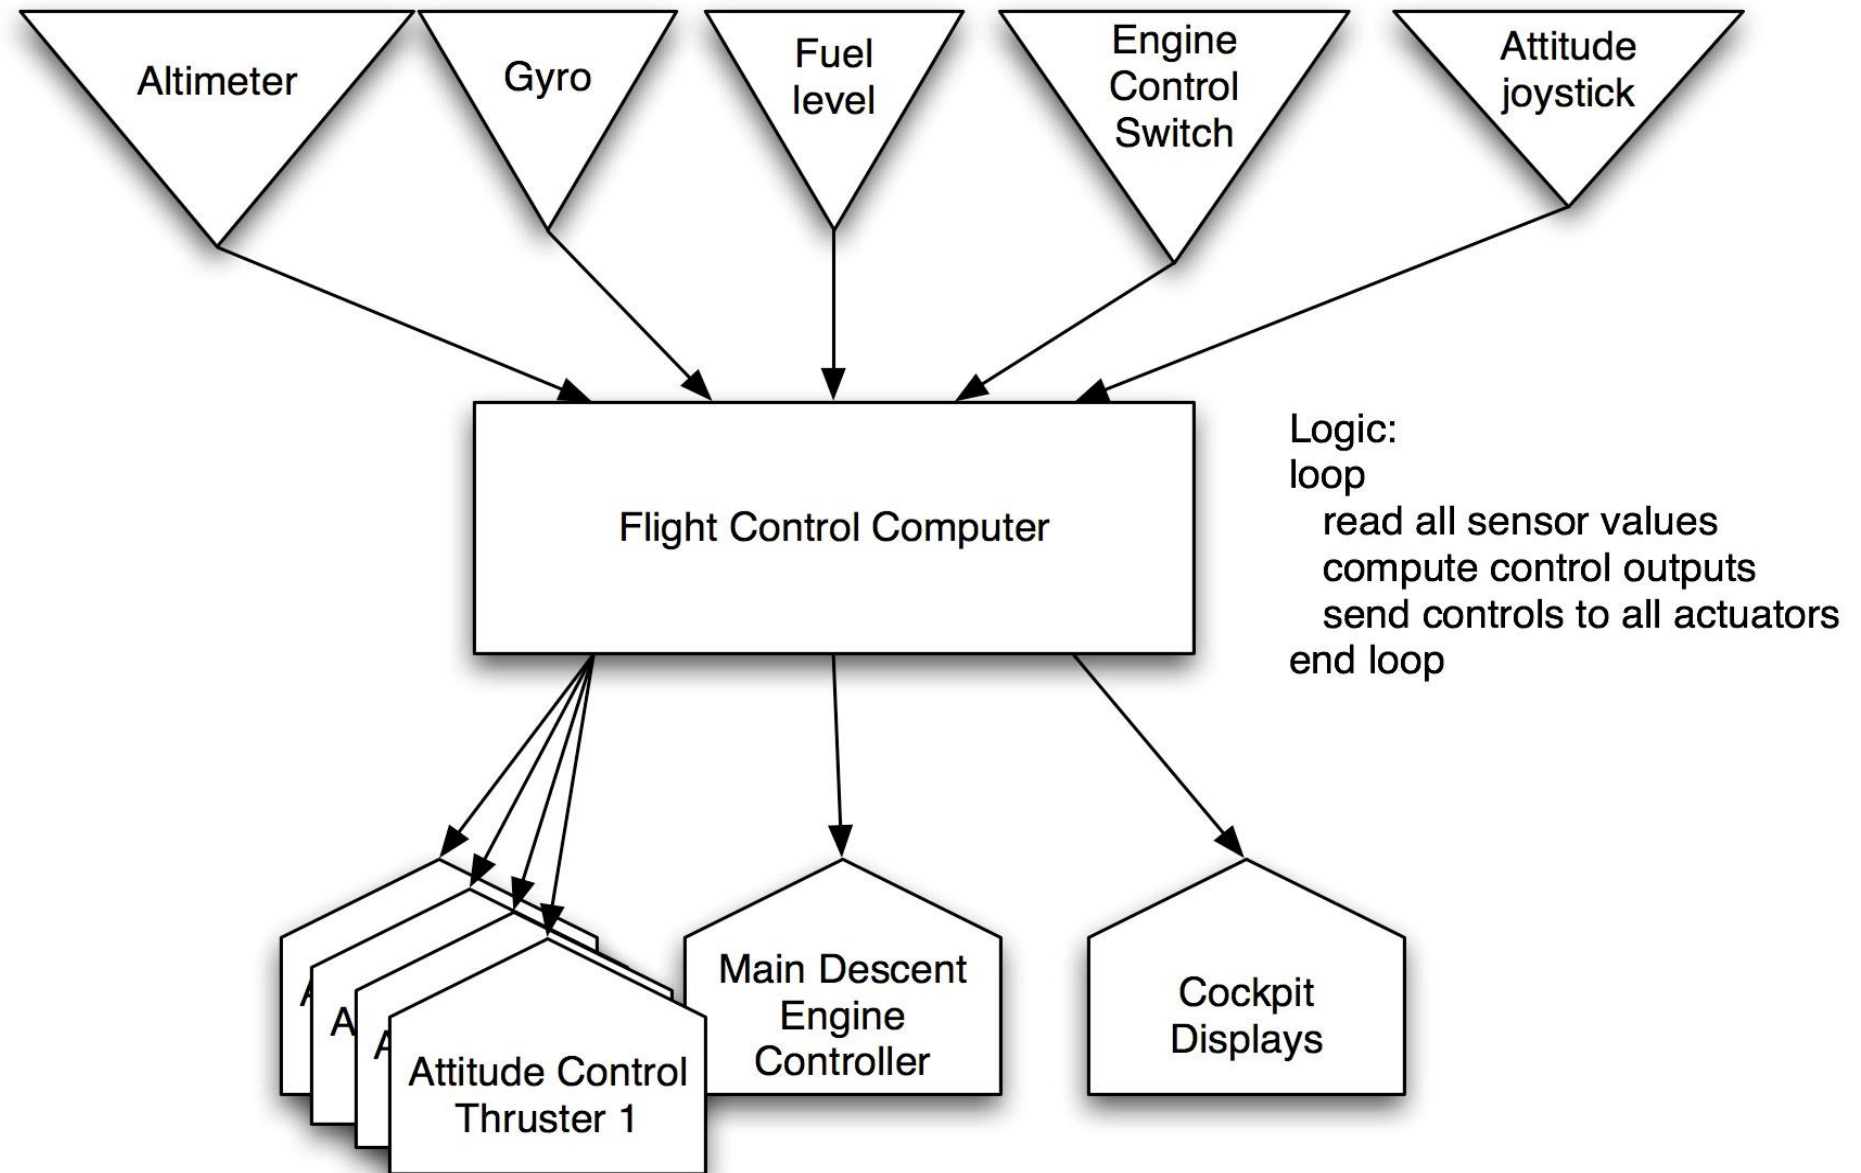 Altimeter
Gyro
Fuel
level
Engine
Control
Switch
Attitude
joystick
Flight Control Computer
Logic:
loop
read all sensor values
compute control outputs
send controls to all actuators
end loop
A
A
A
Attitude Control
Thruster 1
Main Descent
Engine
Controller
Cockpit
Displays